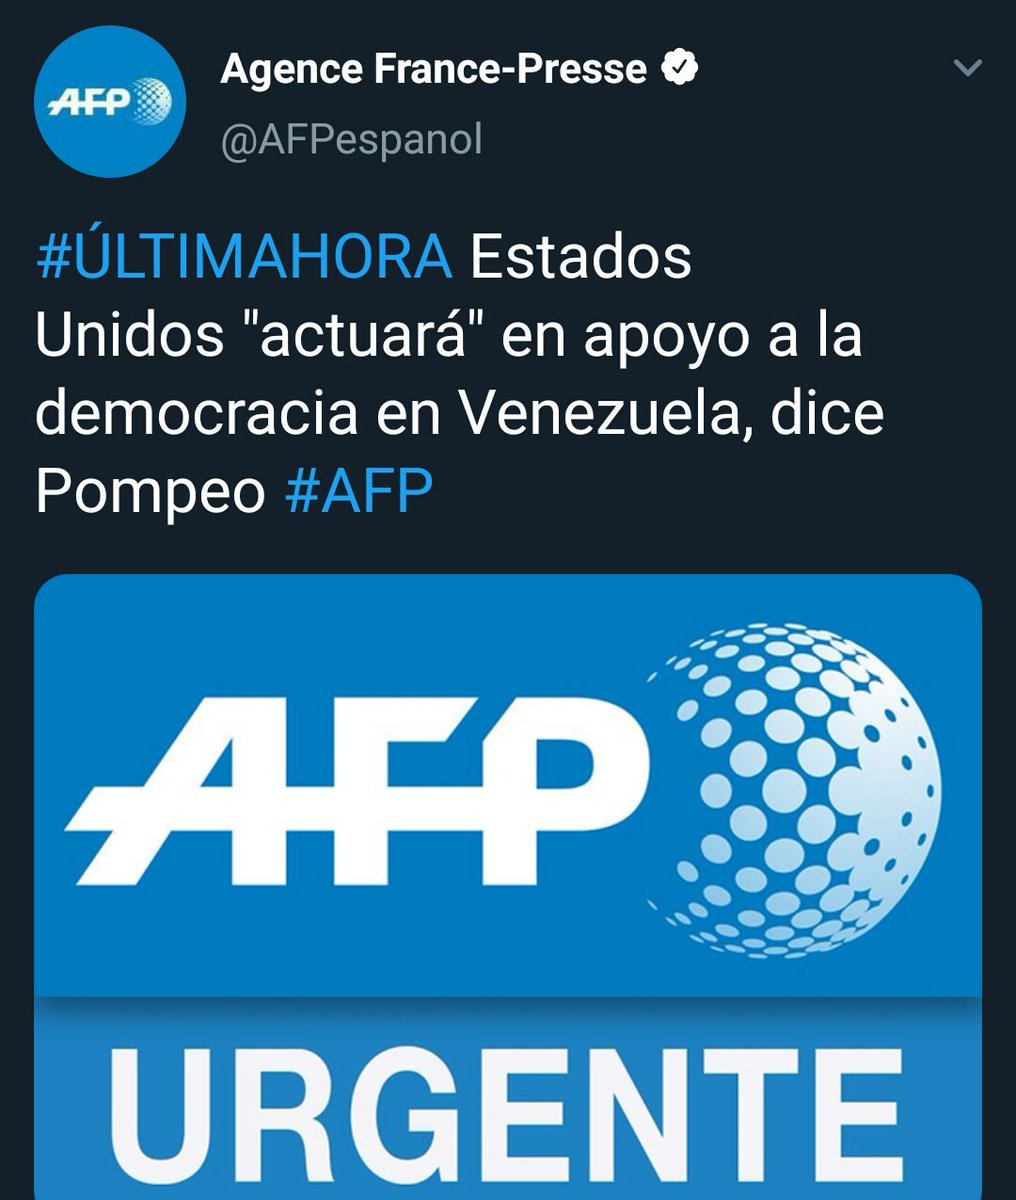 AFP
Agence France-Presse
@AFPespanol
#ÚLTIMAHORA Estados
Unidos "actuará" en apoyo a la
democracia en Venezuela, dice
Pompeo #AFP
AFP
URGENTE